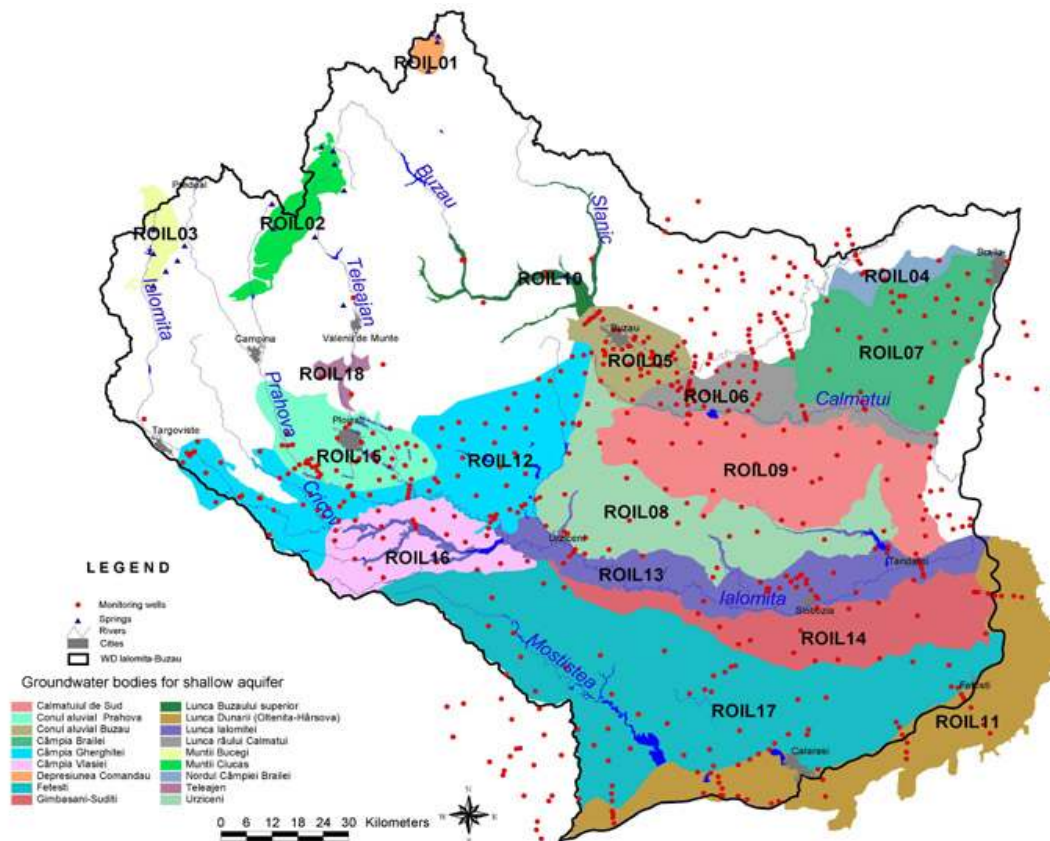 ROIL01
Buzau
Slanic
Predeal
ROIL02
ROIL03
Ialomita
Teleajan
ROIL10
ROIL04
Braila
Campina
Valenii de Munte
Buzau
ROIL05
ROIL07
ROIL18
ROIL06
Calmatui
Prahova
Targoviste
Ploiesti
ROIL15
ROIL12
ROIL09
Cricov
ROIL08
Urziceni
ROIL16
ROIL13
Tandarei
Ialomita
Slobozia
ROIL14
Mostistea
ROIL17
Fetesti
ROIL11
Calarasi
LEGEND
Monitoring wells
Springs
Rivers
Cities
WD Ialomita-Buzau
Groundwater bodies for shallow aquifer
Calmatuiul de Sud
Conul aluvial Prahova
Conul aluvial Buzau
Câmpia Brailei
Câmpia Gherghitei
Câmpia Vlasiei
Depresiunea Comandau
Fetesti
Gimbasani-Suditi
Lunca Buzaului superior
Lunca Dunarii (Oltenita-Hârsova)
Lunca Ialomitei
Lunca râului Calmatui
Muntii Bucegi
Muntii Ciucas
Nordul Câmpiei Brailei
Teleajen
Urziceni
0 6 12 18 24 30 Kilometers
N
W E
S